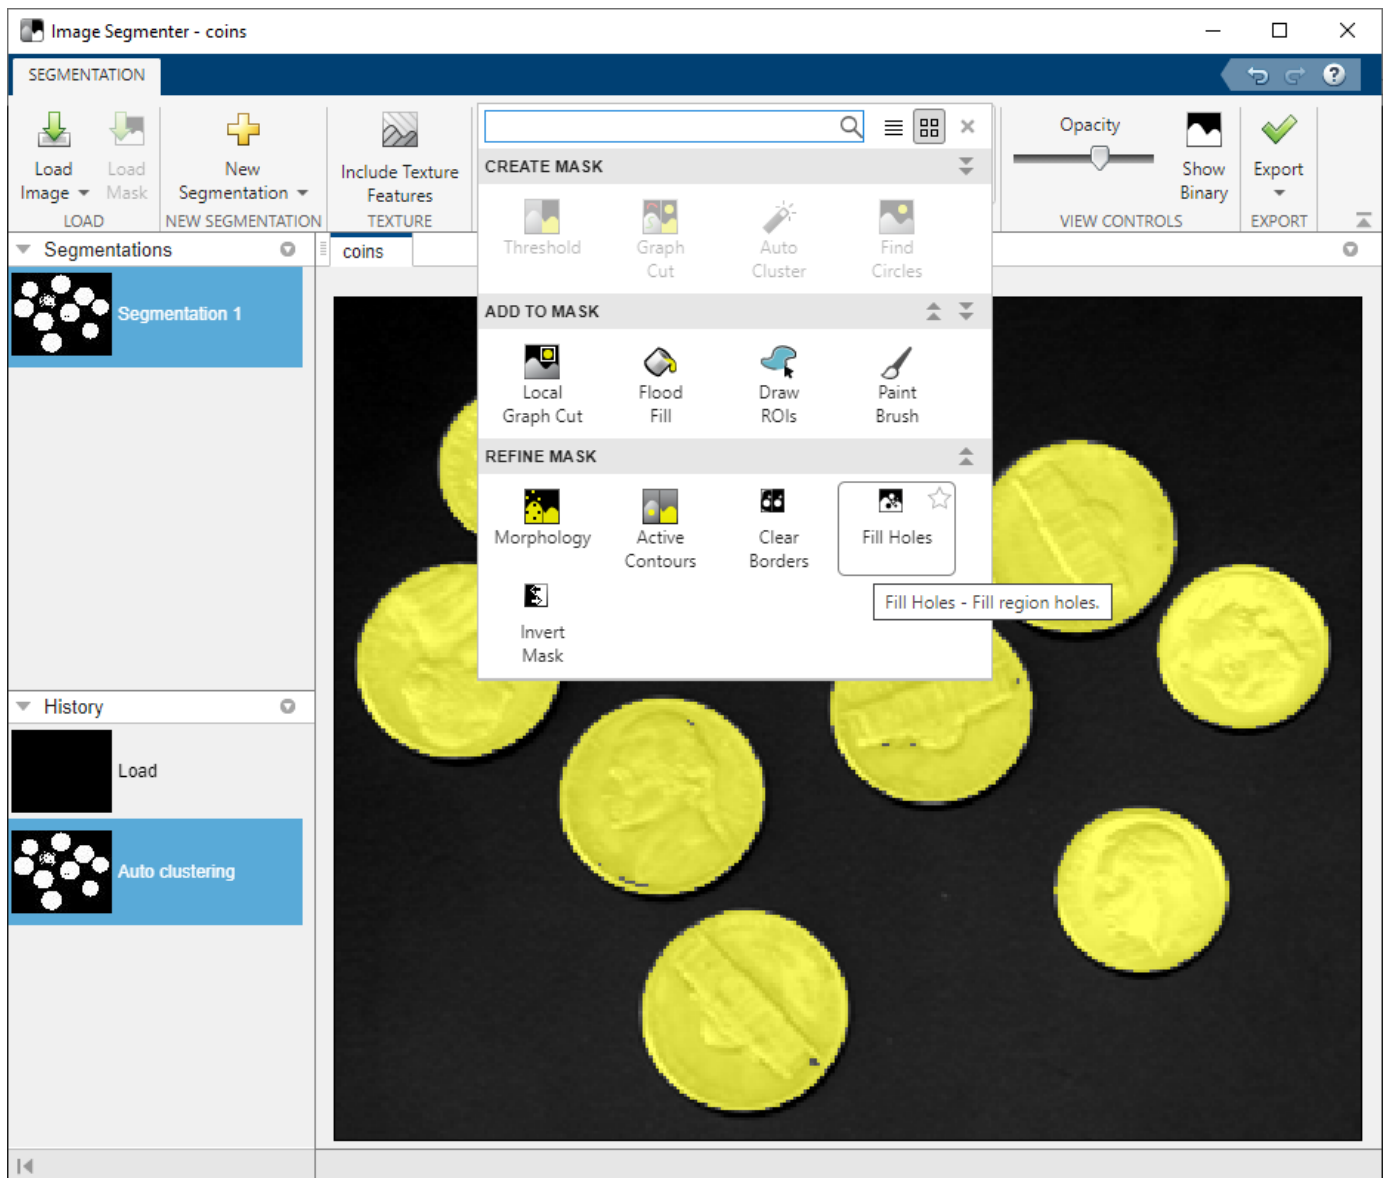 Image Segmenter - coins
SEGMENTATION
Load
Image
Load
Mask
LOAD
New
Segmentation
NEW SEGMENTATION
Include Texture
Features
TEXTURE
Opacity
Show
Binary
VIEW CONTROLS
Export
EXPORT
CREATE MASK
Threshold
Graph
Cut
Auto
Cluster
Find
Circles
ADD TO MASK
Local
Graph Cut
Flood
Fill
Draw
ROIs
Paint
Brush
REFINE MASK
Morphology
Active
Contours
Clear
Borders
Fill Holes
Invert
Mask
Fill Holes - Fill region holes.
Segmentations
Segmentation 1
coins
History
Load
Auto clustering